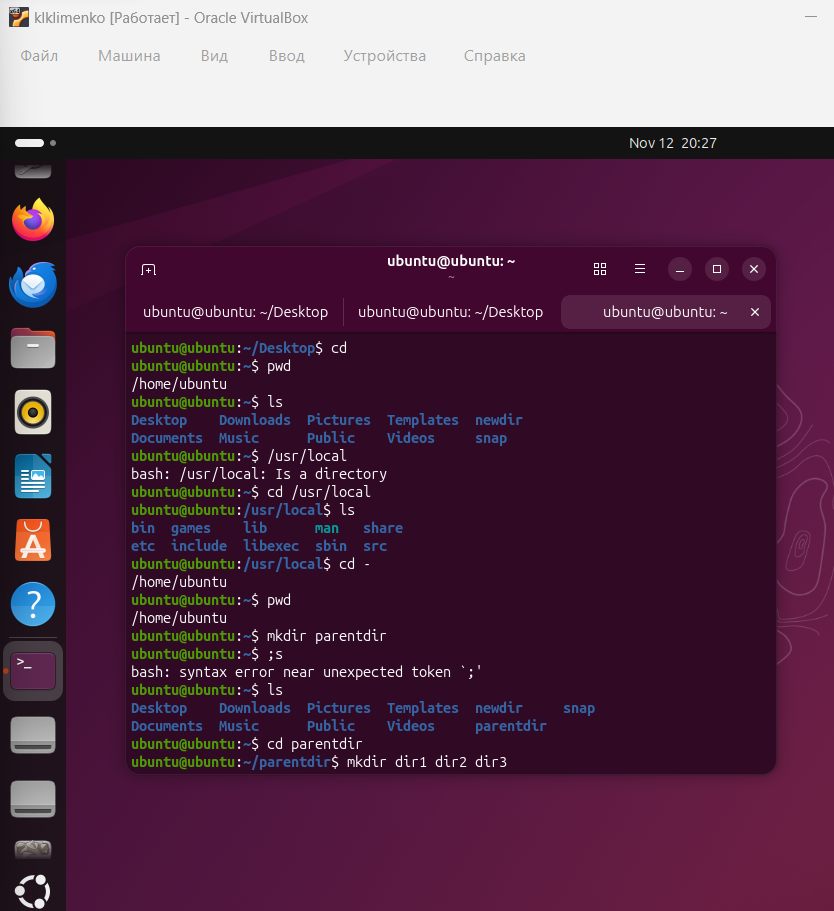 klklimenko [Работает] - Oracle VirtualBox
Файл Машина Вид Ввод Устройства Справка
Nov 12 20:27
ubuntu@ubuntu: ~
~
ubuntu@ubuntu: ~/Desktop ubuntu@ubuntu: ~/Desktop ubuntu@ubuntu: ~
ubuntu@ubuntu:~/Desktop$ cd
ubuntu@ubuntu:~$ pwd
/home/ubuntu
ubuntu@ubuntu:~$ ls
Desktop Downloads Pictures Templates newdir
Documents Music Public Videos snap
ubuntu@ubuntu:~$ /usr/local
bash: /usr/local: Is a directory
ubuntu@ubuntu:~$ cd /usr/local
ubuntu@ubuntu:/usr/local$ ls
bin games lib man share
etc include libexec sbin src
ubuntu@ubuntu:/usr/local$ cd -
/home/ubuntu
ubuntu@ubuntu:~$ pwd
/home/ubuntu
ubuntu@ubuntu:~$ mkdir parentdir
ubuntu@ubuntu:~$ ;s
bash: syntax error near unexpected token `;'
ubuntu@ubuntu:~$ ls
Desktop Downloads Pictures Templates newdir snap
Documents Music Public Videos parentdir
ubuntu@ubuntu:~$ cd parentdir
ubuntu@ubuntu:~/parentdir$ mkdir dir1 dir2 dir3